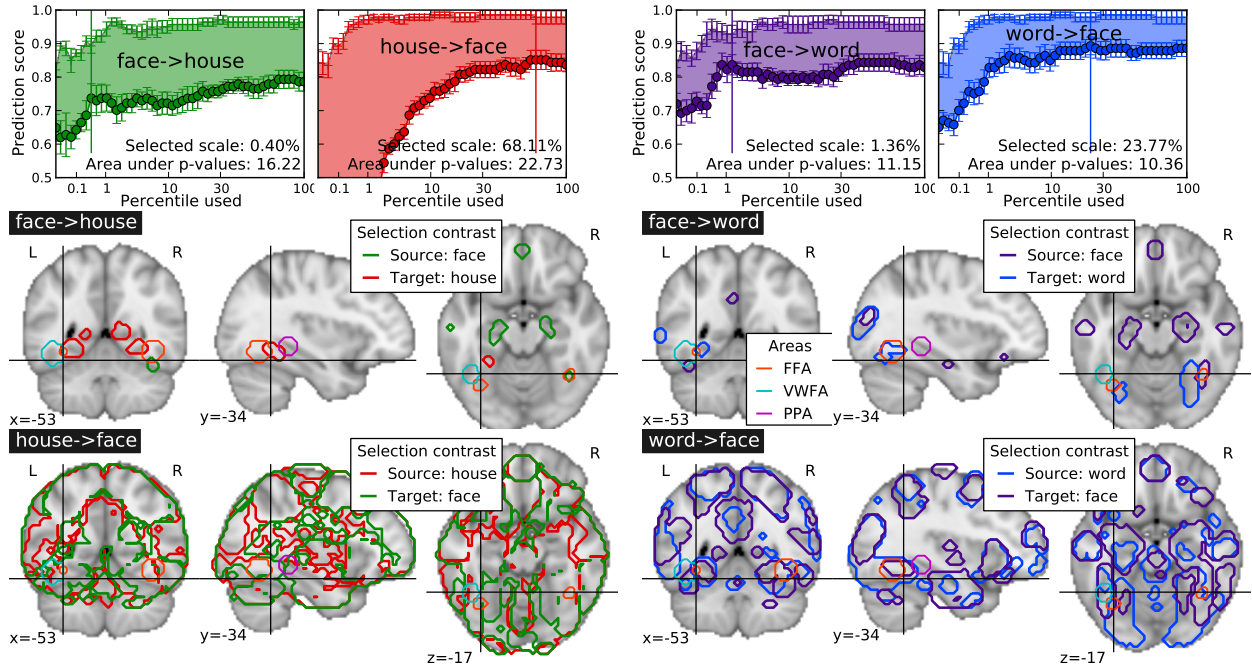 Prediction score
1.0
0.9
0.8
0.7
0.6
0.5
face->house
Selected scale: 0.40%
Area under p-values: 16.22
0.1
1
10
30
100
Percentile used
house->face
Selected scale: 68.11%
Area under p-values: 22.73
0.1
1
10
30
100
Percentile used
Prediction score
1.0
0.9
0.8
0.7
0.6
0.5
face->word
Selected scale: 1.36%
Area under p-values: 11.15
0.1
1
10
30
100
Percentile used
word->face
Selected scale: 23.77%
Area under p-values: 10.36
0.1
1
10
30
100
Percentile used
face->house
L
R
Selection contrast
Source: face
Target: house
R
x=-53
y=-34
face->word
L
R
Selection contrast
Source: face
Target: word
R
Areas
FFA
VWFA
PPA
x=-53
y=-34
house->face
L
R
Selection contrast
Source: house
Target: face
R
x=-53
y=-34
z=-17
word->face
L
R
Selection contrast
Source: word
Target: face
R
x=-53
y=-34
z=-17